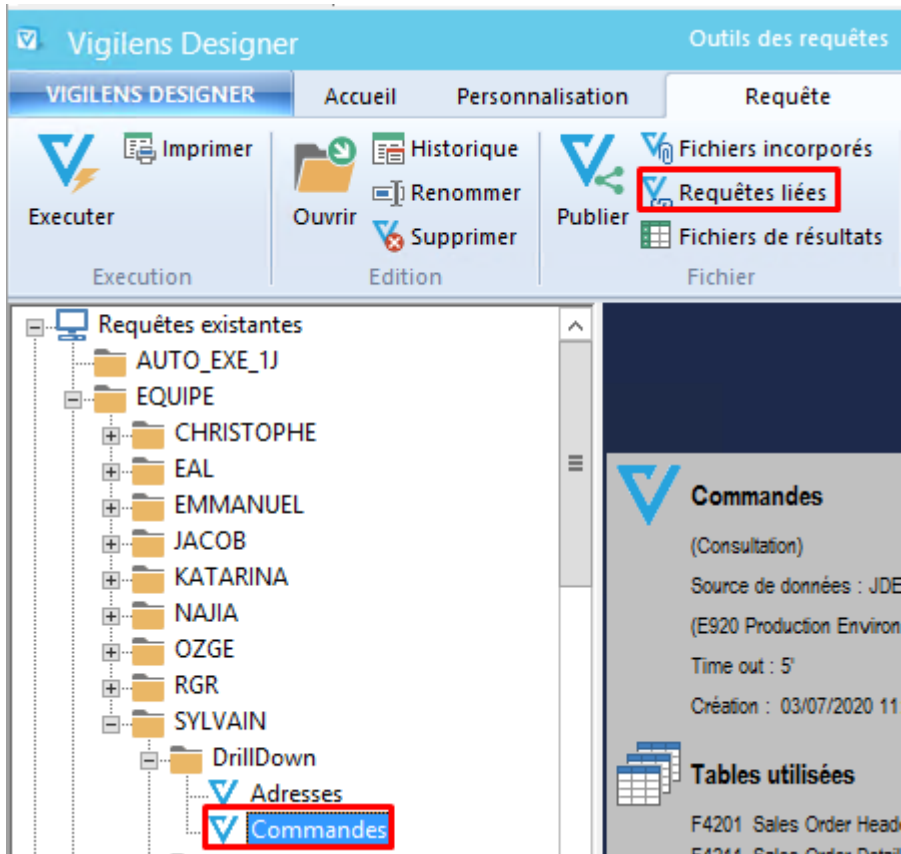 Vigilens Designer
Outils des requêtes
VIGILENS DESIGNER
Accueil
Personnalisation
Requête
Executer
Imprimer
Execution
Ouvrir
Historique
Renommer
Supprimer
Edition
Publier
Fichiers incorporés
Requêtes liées
Fichiers de résultats
Fichier
Requêtes existantes
AUTO_EXE_1J
EQUIPE
CHRISTOPHE
EAL
EMMANUEL
JACOB
KATARINA
NAJIA
OZGE
RGR
SYLVAIN
DrillDown
Adresses
Commandes
Commandes
(Consultation)
Source de données : JDE
(E920 Production Environ
Time out : 5'
Création : 03/07/2020 11
Tables utilisées
F4201 Sales Order Head